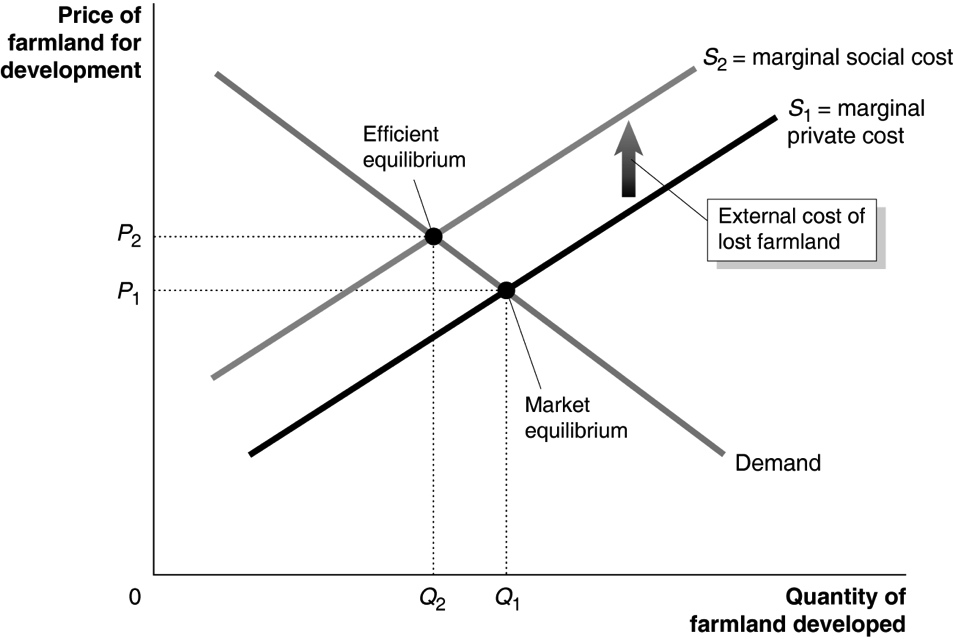 Price of
farmland for
development
S2 = marginal social cost
S1 = marginal
private cost
Efficient
equilibrium
External cost of
lost farmland
P2
P1
Market
equilibrium
Demand
0
Q2
Q1
Quantity of
farmland developed